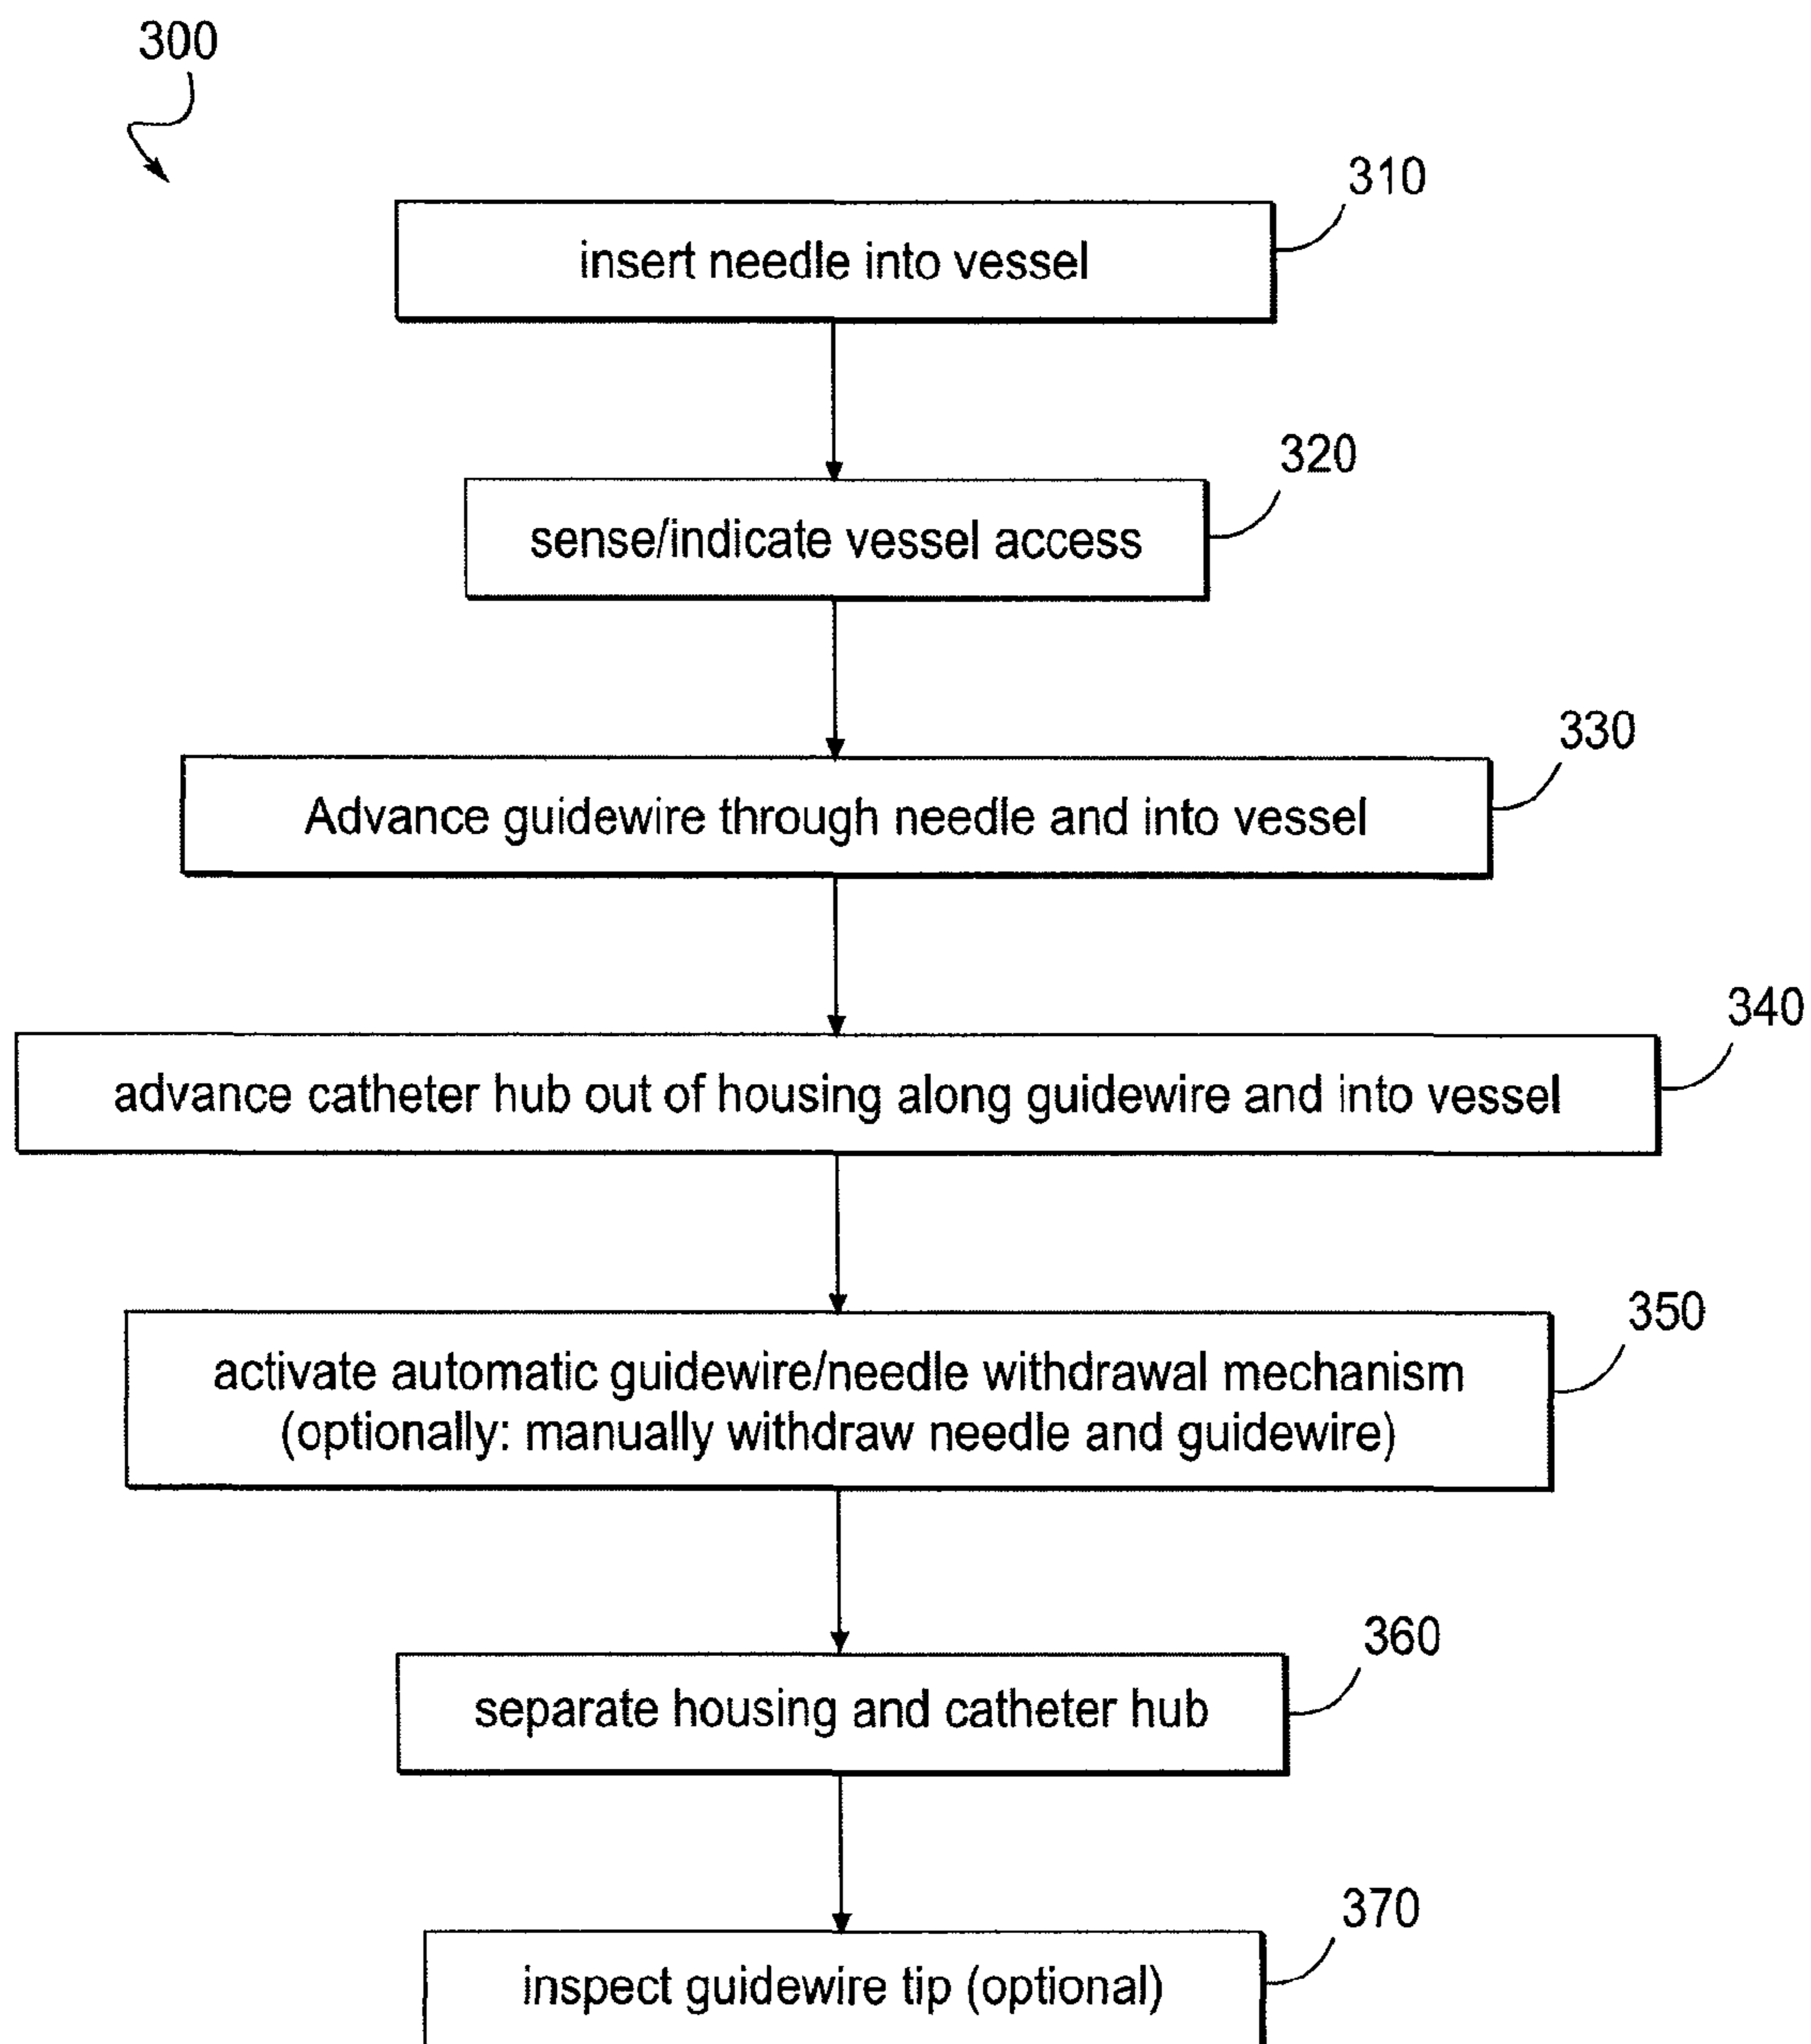 300
310
insert needle into vessel
320
sense/indicate vessel access
330
Advance guidewire through needle and into vessel
340
advance catheter hub out of housing along guidewire and into vessel
350
activate automatic guidewire/needle withdrawal mechanism
(optionally: manually withdraw needle and guidewire)
360
separate housing and catheter hub
370
inspect guidewire tip (optional)